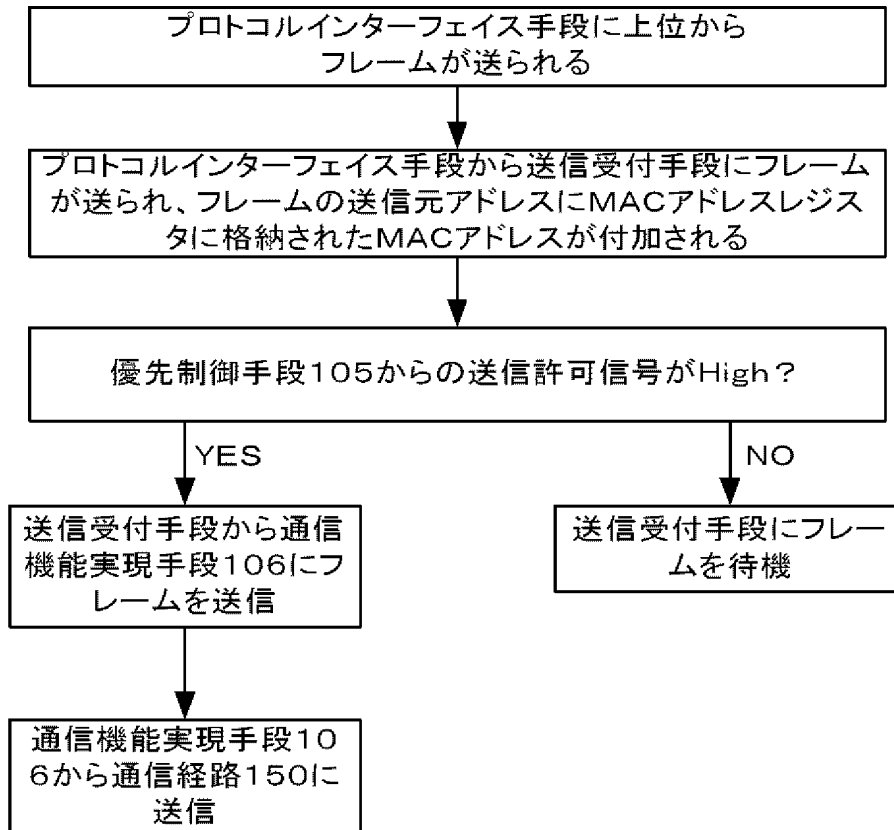 プロトコルインターフェイス手段に上位から
フレームが送られる
プロトコルインターフェイス手段から送信受付手段にフレーム
が送られ、フレームの送信元アドレスにMACアドレスレジス
タに格納されたMACアドレスが付加される
優先制御手段105からの送信許可信号がHigh？
YES
NO
送信受付手段から通信
機能実現手段106にフ
レームを送信
送信受付手段にフレー
ムを待機
通信機能実現手段10
6から通信経路150に
送信